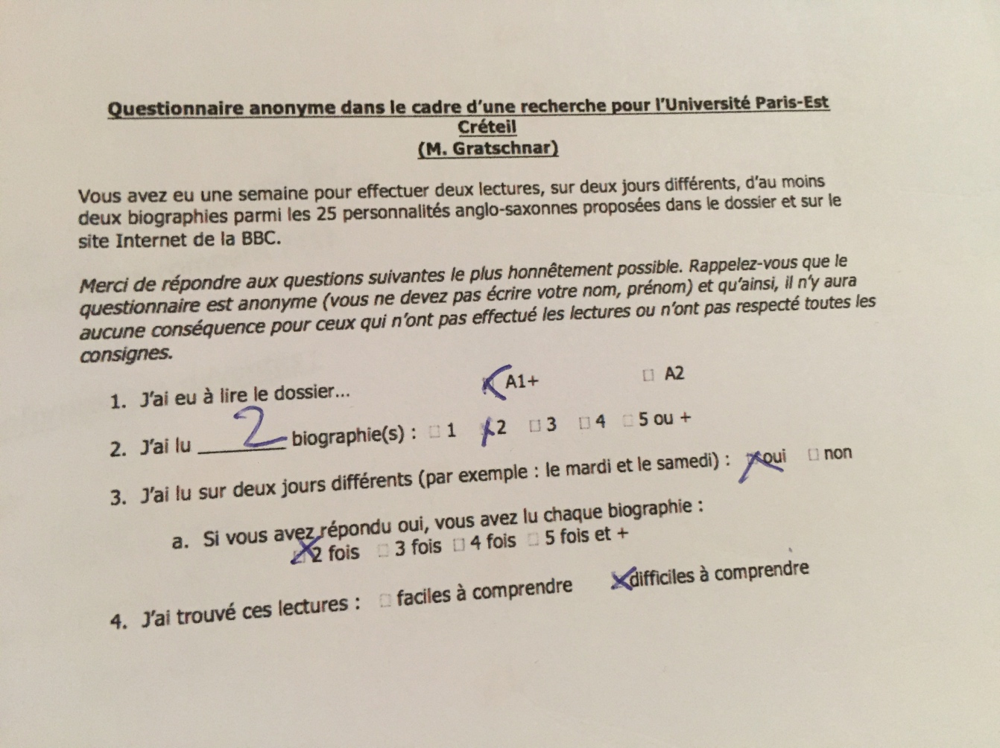 Questionnaire anonyme dans le cadre d'une recherche pour l'Université Paris-Est
Créteil
(M. Gratschnar)
Vous avez eu une semaine pour effectuer deux lectures, sur deux jours différents, d'au moins
deux biographies parmi les 25 personnalités anglo-saxonnes proposées dans le dossier et sur le
site Internet de la BBC.
Merci de répondre aux questions suivantes le plus honnêtement possible. Rappelez-vous que le
questionnaire est anonyme (vous ne devez pas écrire votre nom, prénom) et qu'ainsi, il n'y aura
aucune conséquence pour ceux qui n'ont pas effectué les lectures ou n'ont pas respecté toutes les
consignes.
1. J'ai eu à lire le dossier... ☒ A1+ ☐ A2
2. J'ai lu 2 biographie(s) : ☐ 1 ☒ 2 ☐ 3 ☐ 4 ☐ 5 ou +
3. J'ai lu sur deux jours différents (par exemple : le mardi et le samedi) : ☒ oui ☐ non
a. Si vous avez répondu oui, vous avez lu chaque biographie :
☒ 2 fois ☐ 3 fois ☐ 4 fois ☐ 5 fois et +
4. J'ai trouvé ces lectures : ☐ faciles à comprendre ☒ difficiles à comprendre